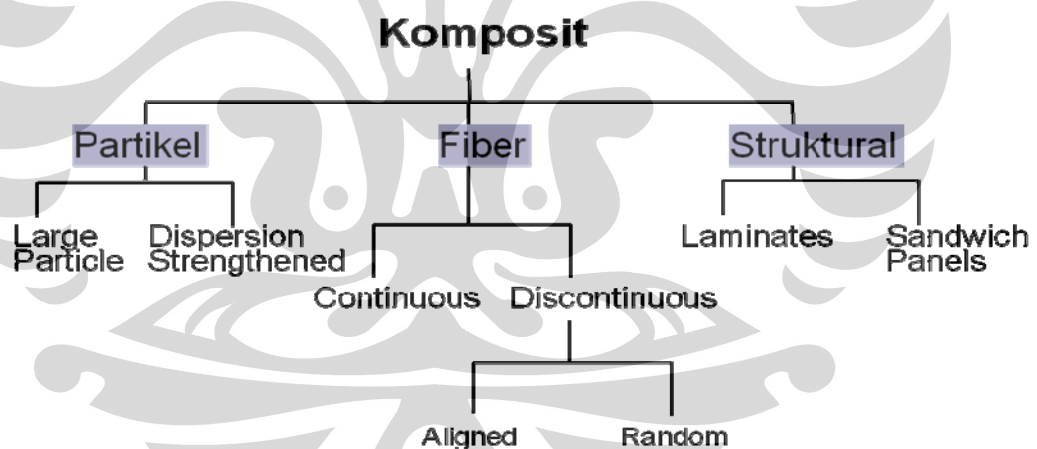 Komposit
Partikel
Fiber
Struktural
Large
Particle
Dispersion
Strengthened
Laminates
Sandwich
Panels
Continuous
Discontinuous
Aligned
Random